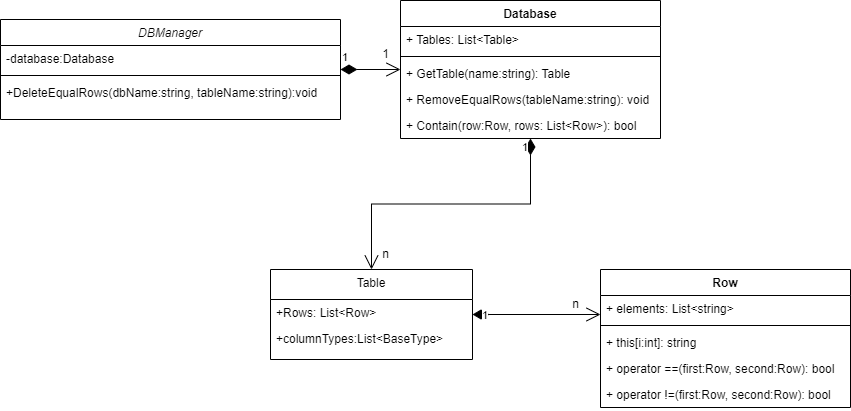 DBManager
-database:Database
+DeleteEqualRows(dbName:string, tableName:string):void
1
1
Database
+ Tables: List<Table>
+ GetTable(name:string): Table
+ RemoveEqualRows(tableName:string): void
+ Contain(row:Row, rows: List<Row>): bool
1
n
Table
+Rows: List<Row>
+columnTypes:List<BaseType>
1
n
Row
+ elements: List<string>
+ this[i:int]: string
+ operator ==(first:Row, second:Row): bool
+ operator !=(first:Row, second:Row): bool